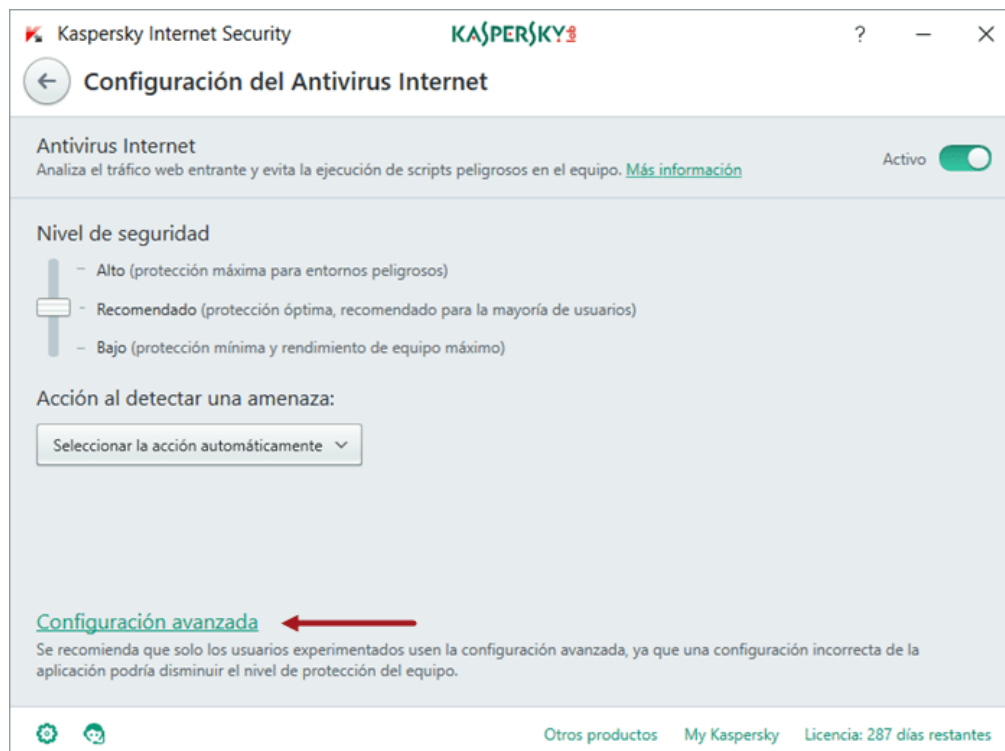 Kaspersky Internet Security
KASPERSKY lab
?
Configuración del Antivirus Internet
Antivirus Internet
Analiza el tráfico web entrante y evita la ejecución de scripts peligrosos en el equipo. Más información
Activo
Nivel de seguridad
Alto (protección máxima para entornos peligrosos)
Recomendado (protección óptima, recomendado para la mayoría de usuarios)
Bajo (protección mínima y rendimiento de equipo máximo)
Acción al detectar una amenaza:
Seleccionar la acción automáticamente
Configuración avanzada
Se recomienda que solo los usuarios experimentados usen la configuración avanzada, ya que una configuración incorrecta de la
aplicación podría disminuir el nivel de protección del equipo.
Otros productos My Kaspersky Licencia: 287 días restantes